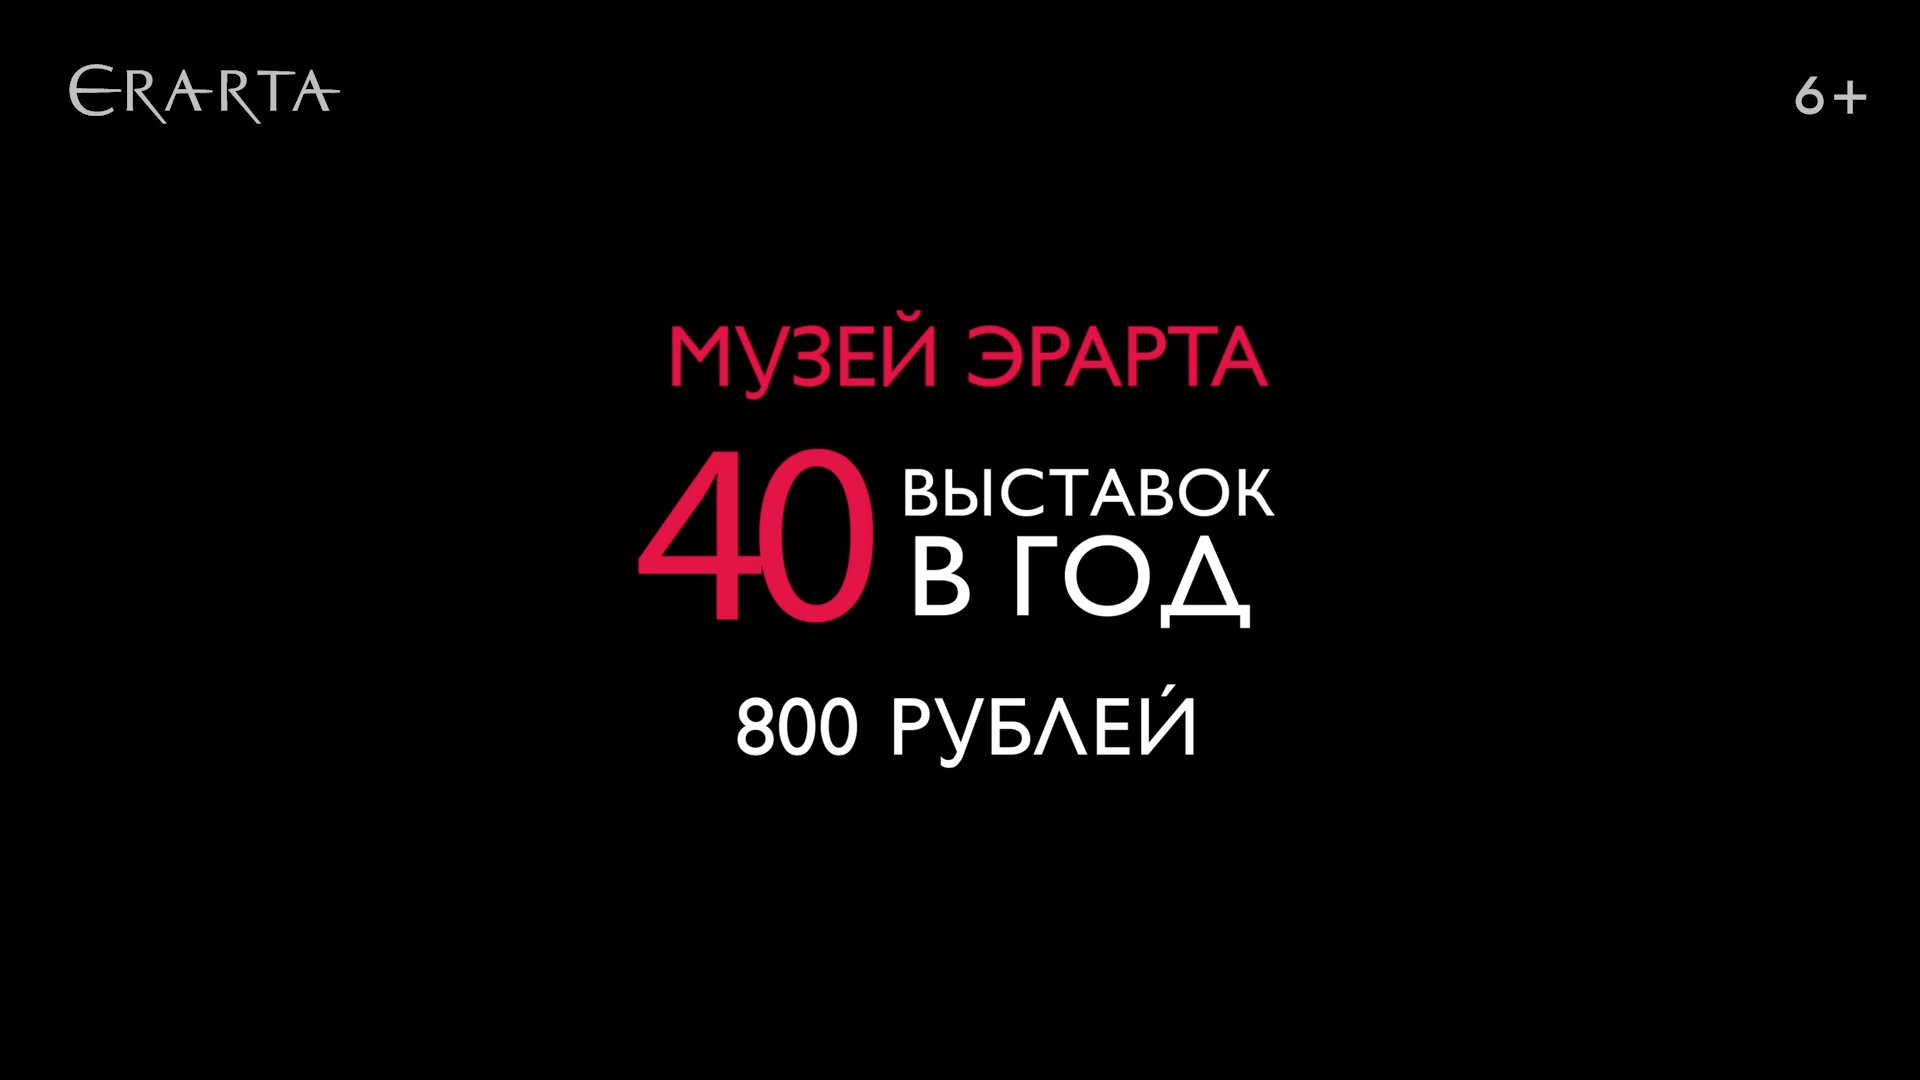 ERARTA
6+
МУЗЕЙ ЭРАРТА
40 ВЫСТАВОК
В ГОД
800 РУБЛЕЙ